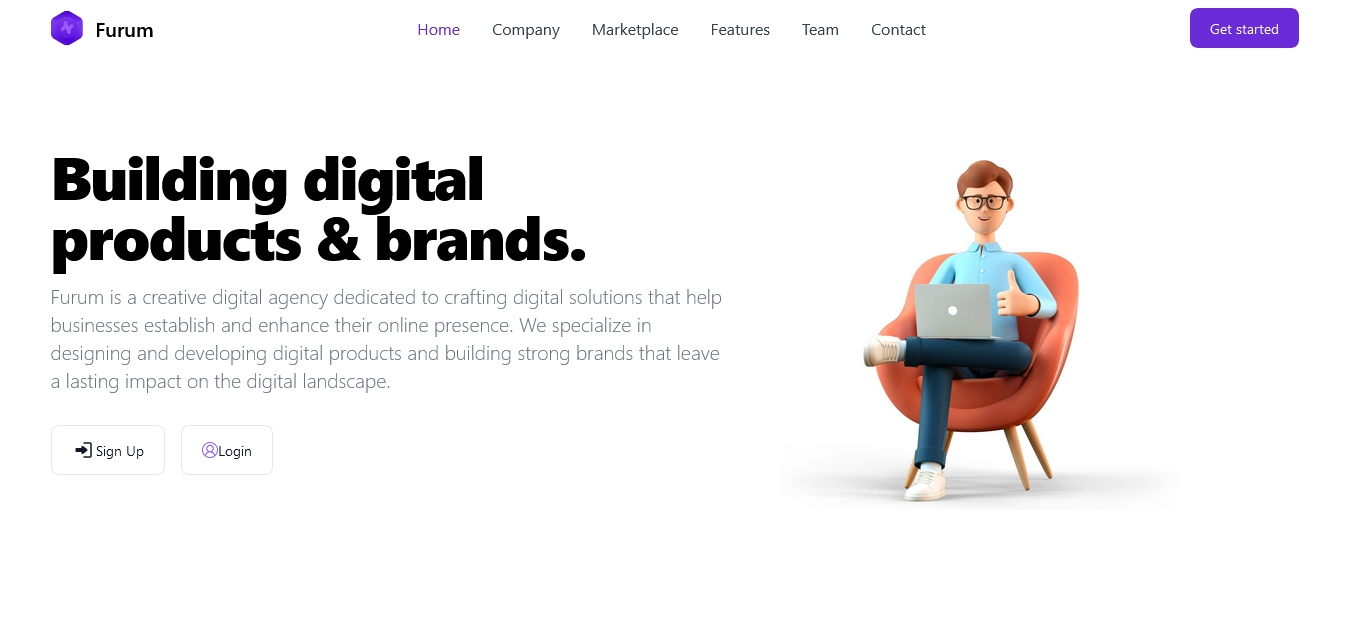 Furum
Home
Company
Marketplace
Features
Team
Contact
Get started
Building digital
products & brands.
Furum is a creative digital agency dedicated to crafting digital solutions that help
businesses establish and enhance their online presence. We specialize in
designing and developing digital products and building strong brands that leave
a lasting impact on the digital landscape.
Sign Up
Login